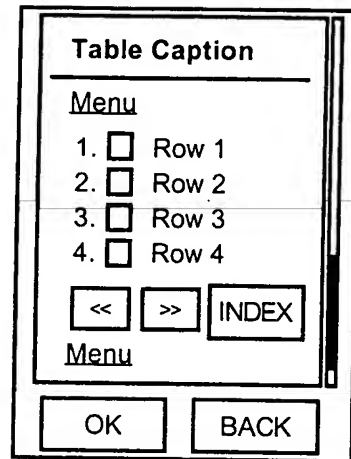 Table Caption
Menu
1. Row 1
2. Row 2
3. Row 3
4. Row 4
<< >> INDEX
Menu
OK BACK